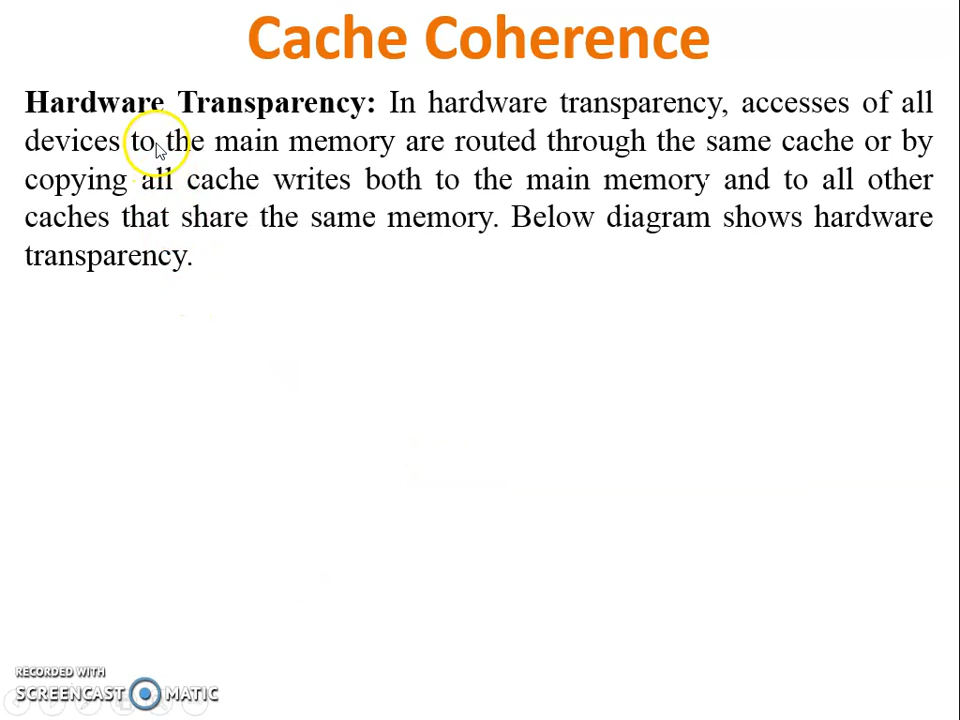 Cache Coherence
Hardware Transparency: In hardware transparency, accesses of all
devices to the main memory are routed through the same cache or by
copying all cache writes both to the main memory and to all other
caches that share the same memory. Below diagram shows hardware
transparency.
RECORDED WITH
SCREENCAST MATIC